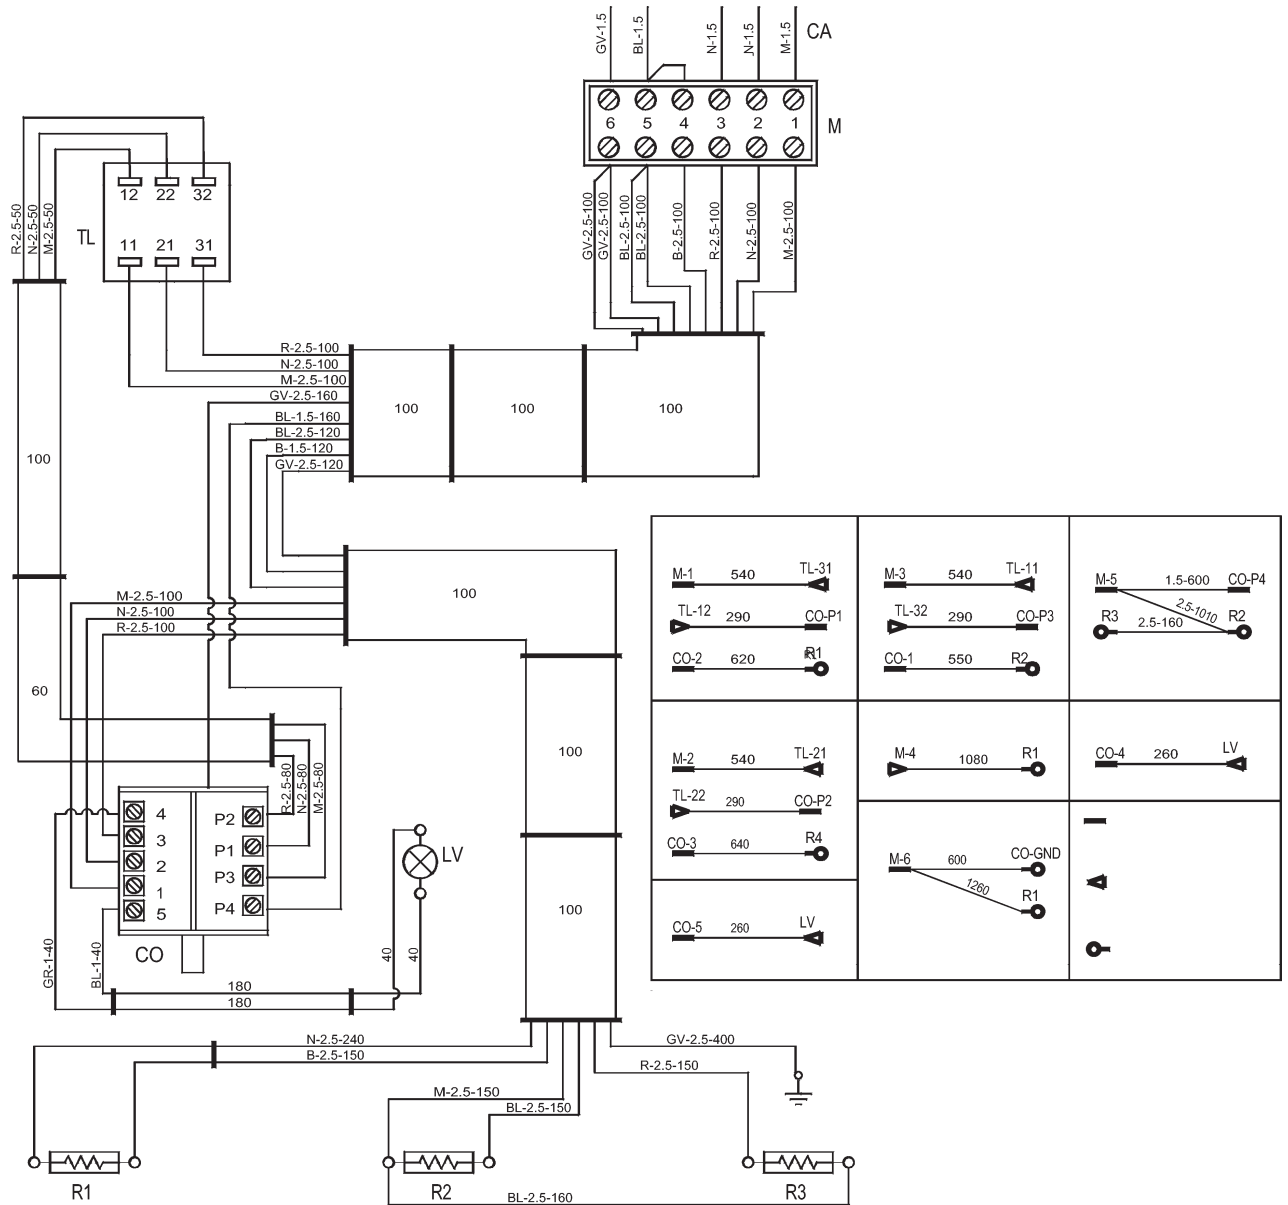 GV-1.5
BL-1.5
N-1.5
.N-1.5
M-1.5
CA
6 5 4 3 2 1
M
GV-2.5-100
GV-2.5-100
BL-2.5-100
BL-2.5-100
B-2.5-100
R-2.5-100
N-2.5-100
M-2.5-100
R-2.5-50
N-2.5-50
M-2.5-50
12 22 32
TL
11 21 31
R-2.5-100
N-2.5-100
M-2.5-100
GV-2.5-160
BL-1.5-160
BL-2.5-120
B-1.5-120
GV-2.5-120
100
100
100
100
60
100
M-2.5-100
N-2.5-100
R-2.5-100
100
100
R-2.5-80
N-2.5-80
M-2.5-80
4
3
2
1
5
P2
P1
P3
P4
CO
LV
GR-1-40
BL-1-40
40
40
180
180
N-2.5-240
B-2.5-150
GV-2.5-400
R-2.5-150
M-2.5-150
BL-2.5-150
R1
R2
R3
BL-2.5-160
M-1 540 TL-31
TL-12 290 CO-P1
CO-2 620 R1
M-3 540 TL-11
TL-32 290 CO-P3
CO-1 550 R2
M-5 1.5-600 CO-P4
2.5-1010
R3 2.5-160 R2
M-2 540 TL-21
TL-22 290 CO-P2
CO-3 640 R4
M-4 1080 R1
CO-4 260 LV
M-6 600 CO-GND
1260 R1
CO-5 260 LV